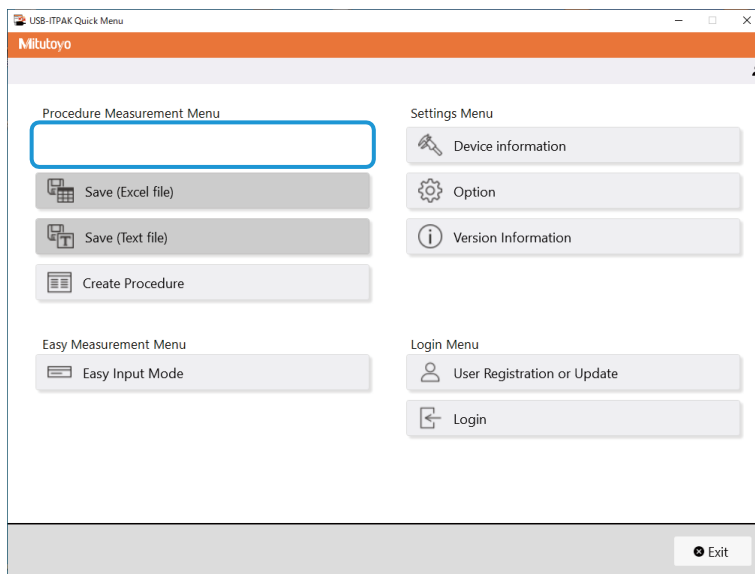 USB-ITPAK Quick Menu
Mitutoyo
Procedure Measurement Menu
Save (Excel file)
Save (Text file)
Create Procedure
Easy Measurement Menu
Easy Input Mode
Settings Menu
Device information
Option
Version Information
Login Menu
User Registration or Update
Login
Exit